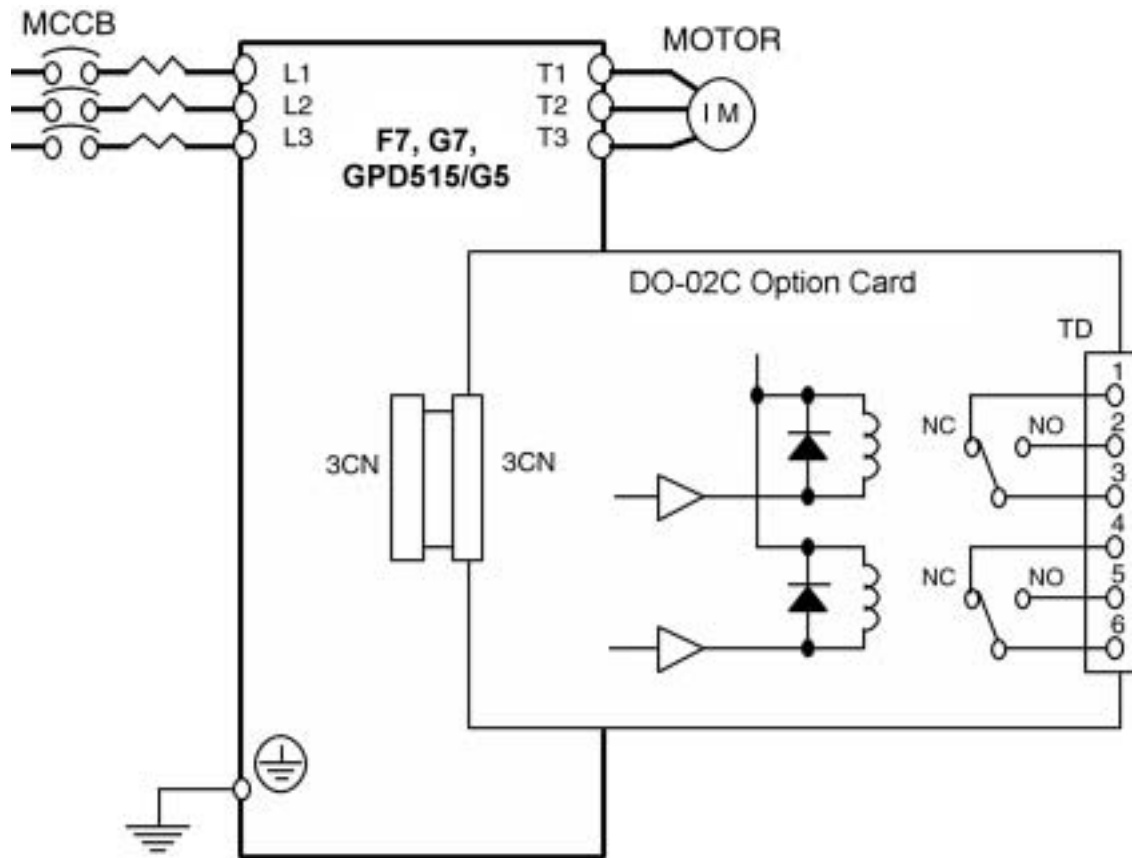 MCCB
MOTOR
L1
L2
L3
T1
T2
T3
IM
F7, G7,
GPD515/G5
DO-02C Option Card
TD
3CN
3CN
NC
NO
1
2
3
NC
NO
4
5
6